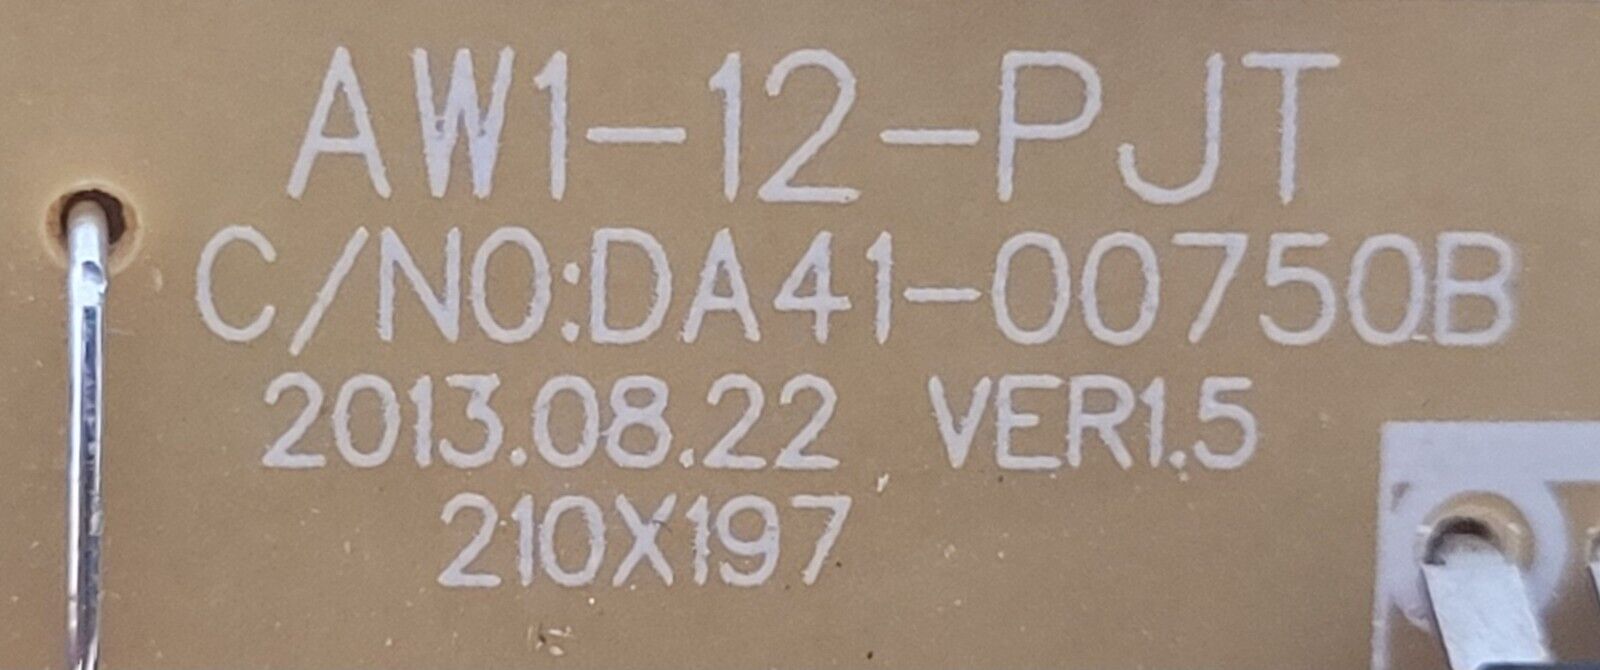 AW1-12-PJT
C/NO:DA41-00750B
2013.08.22 VER1.5
210X197